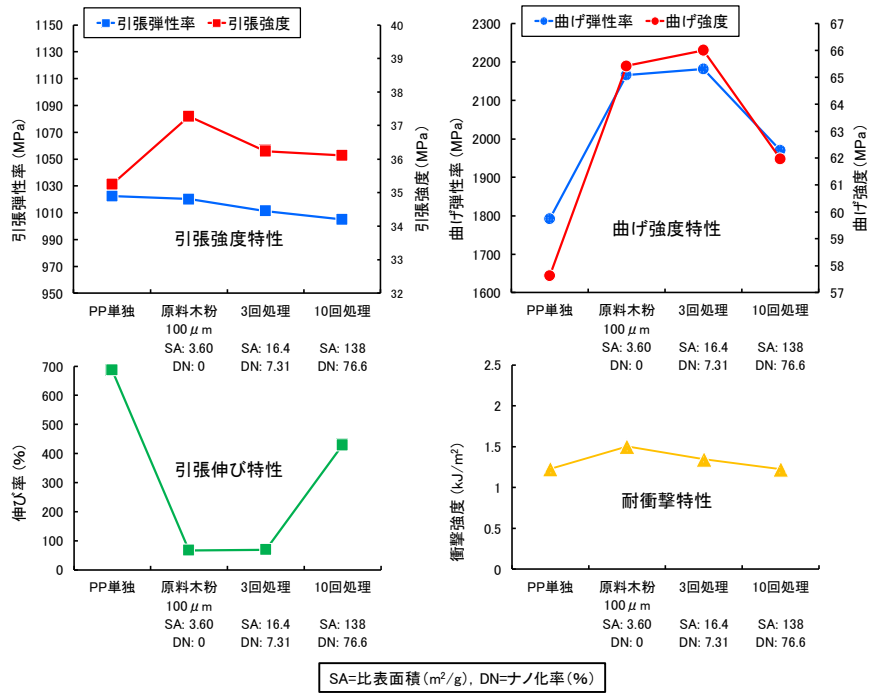 引張弾性率 引張強度
1150
1130
1110
1090
1070
1050
1030
1010
990
970
950
引張弾性率 (MPa)
40
39
38
37
36
35
34
33
32
引張強度 (MPa)
引張強度特性
PP単独 原料木粉 3回処理 10回処理
100μm
SA: 3.60 SA: 16.4 SA: 138
DN: 0 DN: 7.31 DN: 76.6
曲げ弾性率 曲げ強度
2300
2200
2100
2000
1900
1800
1700
1600
曲げ弾性率 (MPa)
67
66
65
64
63
62
61
60
59
58
57
曲げ強度 (MPa)
曲げ強度特性
PP単独 原料木粉 3回処理 10回処理
100μm
SA: 3.60 SA: 16.4 SA: 138
DN: 0 DN: 7.31 DN: 76.6
700
600
500
400
300
200
100
0
伸び率 (%)
引張伸び特性
PP単独 原料木粉 3回処理 10回処理
100μm
SA: 3.60 SA: 16.4 SA: 138
DN: 0 DN: 7.31 DN: 76.6
2.5
2
1.5
1
0.5
0
衝撃強度 (kJ/m²)
耐衝撃特性
PP単独 原料木粉 3回処理 10回処理
100μm
SA: 3.60 SA: 16.4 SA: 138
DN: 0 DN: 7.31 DN: 76.6
SA=比表面積(m²/g), DN=ナノ化率(%)